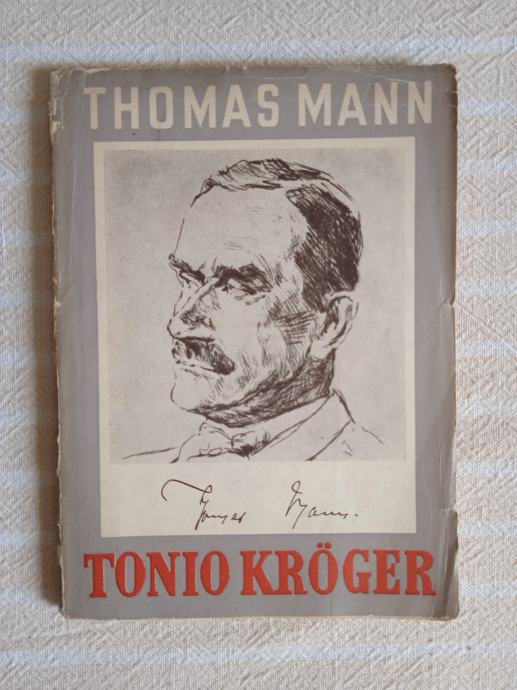 THOMAS MANN
Thomas Mann.
TONIO KRÖGER